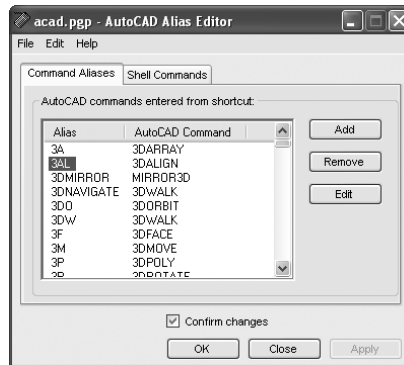 acad.pgp - AutoCAD Alias Editor
File Edit Help
Command Aliases Shell Commands
AutoCAD commands entered from shortcut:
Alias AutoCAD Command
3A 3DARRAY
3AL 3DALIGN
3DMIRROR MIRROR3D
3DNAVIGATE 3DWALK
3DO 3DORBIT
3DW 3DWALK
3F 3DFACE
3M 3DMOVE
3P 3DPOLY
3R 3DROTATE
Add
Remove
Edit
Confirm changes
OK Close Apply